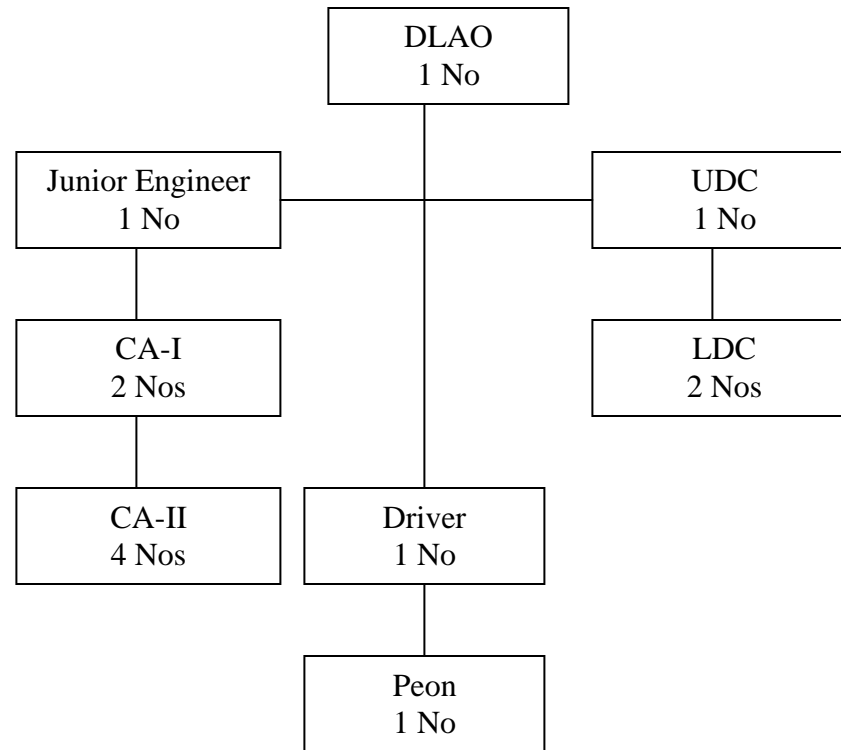 DLAO
1 No
Junior Engineer
1 No
UDC
1 No
CA-I
2 Nos
LDC
2 Nos
CA-II
4 Nos
Driver
1 No
Peon
1 No